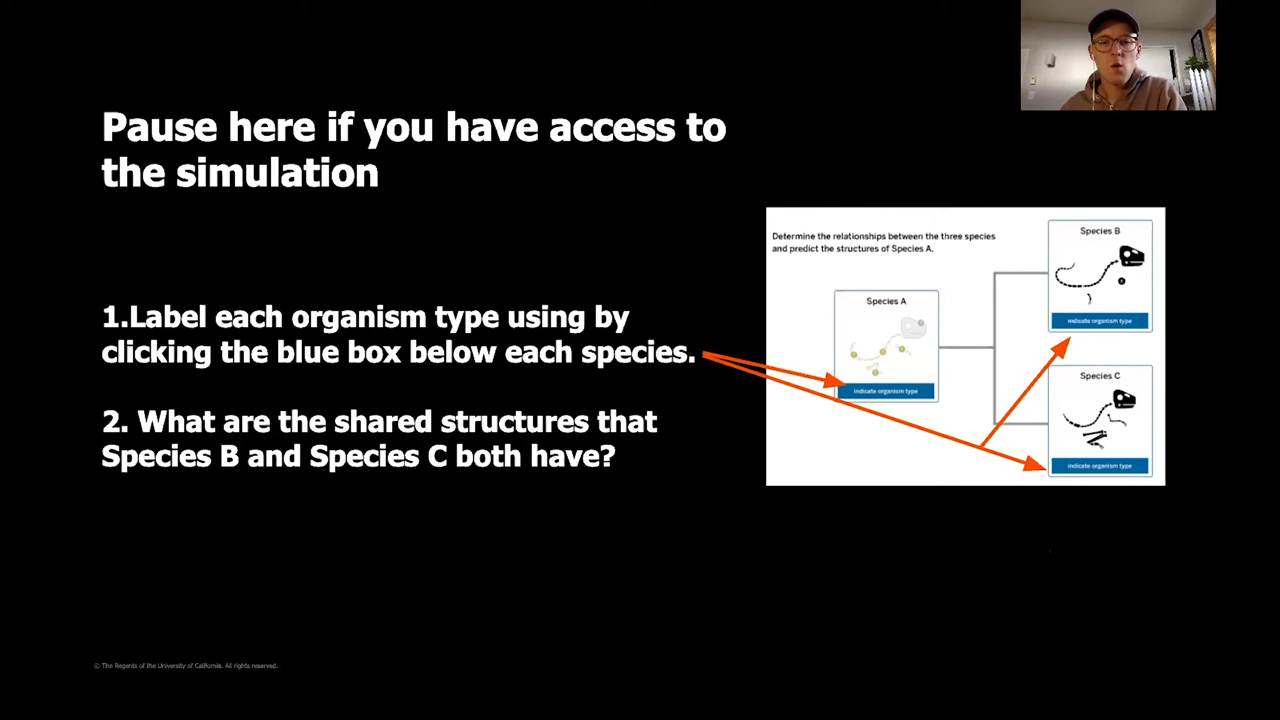 Pause here if you have access to
the simulation
1.Label each organism type using by
clicking the blue box below each species.
2. What are the shared structures that
Species B and Species C both have?
Determine the relationships between the three species
and predict the structures of Species A.
Species A
indicate organism type
Species B
indicate organism type
Species C
indicate organism type
© The Regents of the University of California. All rights reserved.